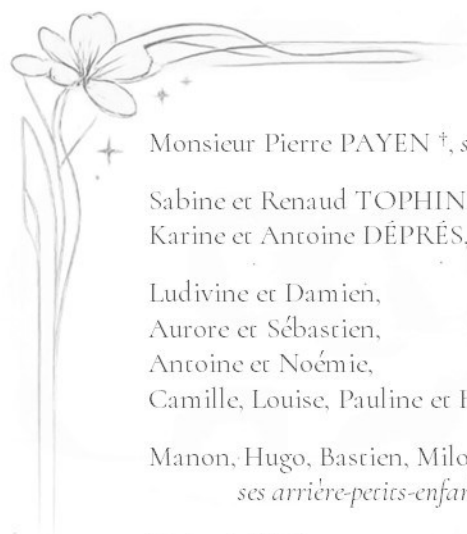 Monsieur Pierre PAYEN †,
Sabine et Renaud TOPHIN
Karine et Antoine DÉPRÉS,
Ludivine et Damien,
Aurore et Sébastien,
Antoine et Noémie,
Camille, Louise, Pauline et
Manon, Hugo, Bastien, Milo
ses arrière-petits-enfan